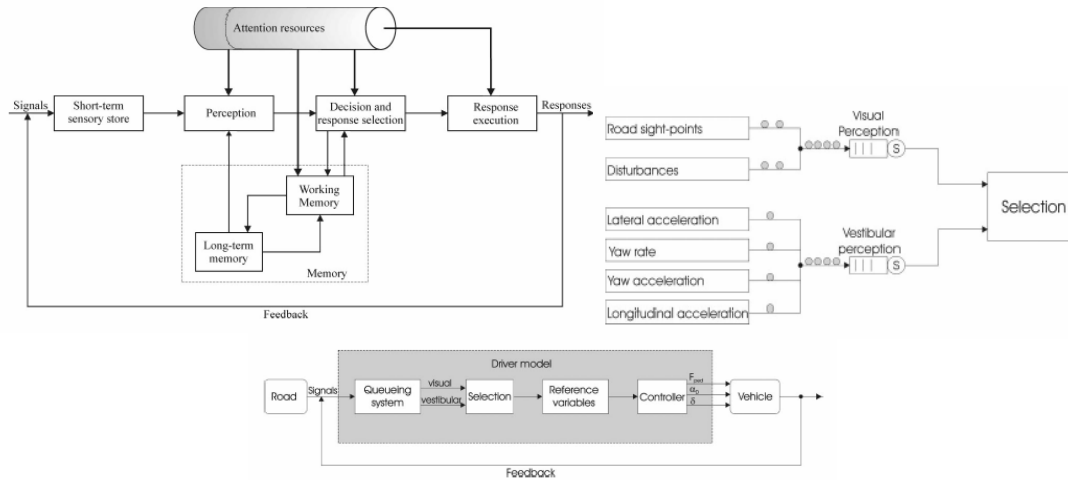 Attention resources
Signals
Short-term
sensory store
Perception
Decision and
response selection
Response
execution
Responses
Working
Memory
Long-term
memory
Memory
Feedback
Road sight-points
Disturbances
Visual
Perception
S
Lateral acceleration
Yaw rate
Yaw acceleration
Longitudinal acceleration
Vestibular
perception
S
Selection
Driver model
Road
Signals
Queueing
system
visual
vestibular
Selection
Reference
variables
Controller
δ
Vehicle
Feedback